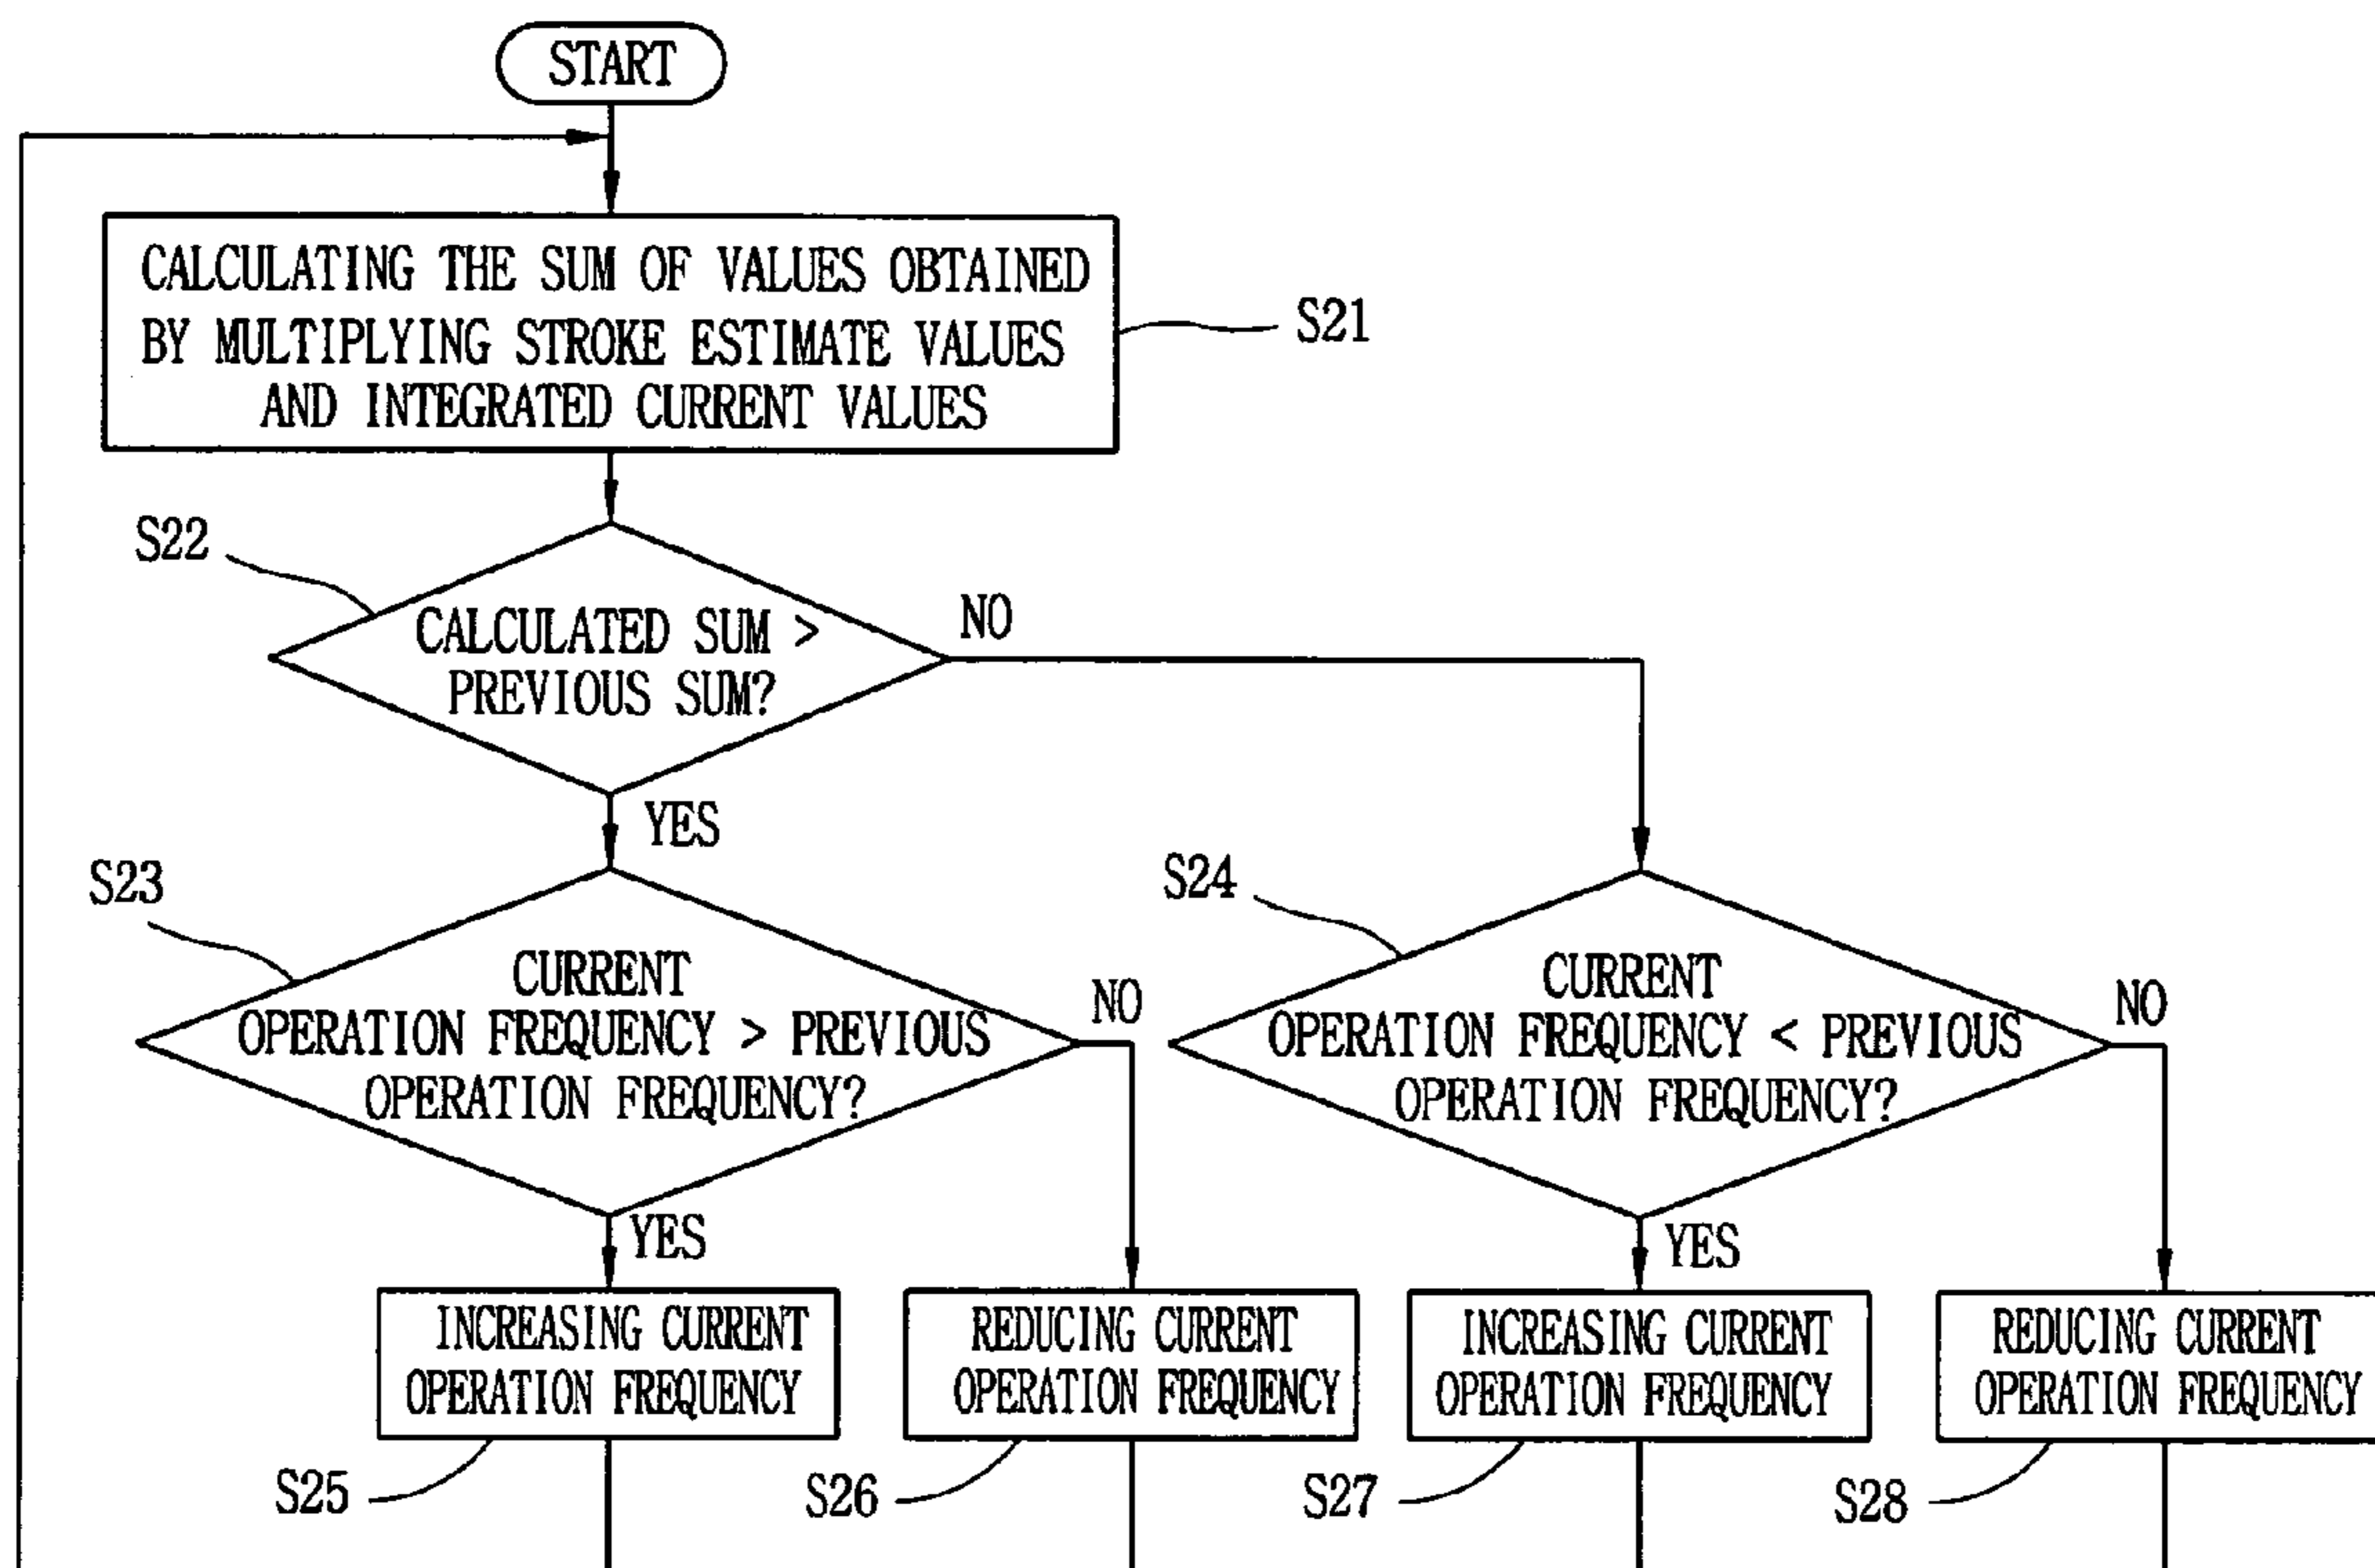 START
CALCULATING THE SUM OF VALUES OBTAINED
BY MULTIPLYING STROKE ESTIMATE VALUES
AND INTEGRATED CURRENT VALUES
S21
S22
CALCULATED SUM >
PREVIOUS SUM?
NO
YES
S23
CURRENT
OPERATION FREQUENCY > PREVIOUS
OPERATION FREQUENCY?
NO
S24
CURRENT
OPERATION FREQUENCY < PREVIOUS
OPERATION FREQUENCY?
NO
YES
YES
INCREASING CURRENT
OPERATION FREQUENCY
REDUCING CURRENT
OPERATION FREQUENCY
INCREASING CURRENT
OPERATION FREQUENCY
REDUCING CURRENT
OPERATION FREQUENCY
S25
S26
S27
S28